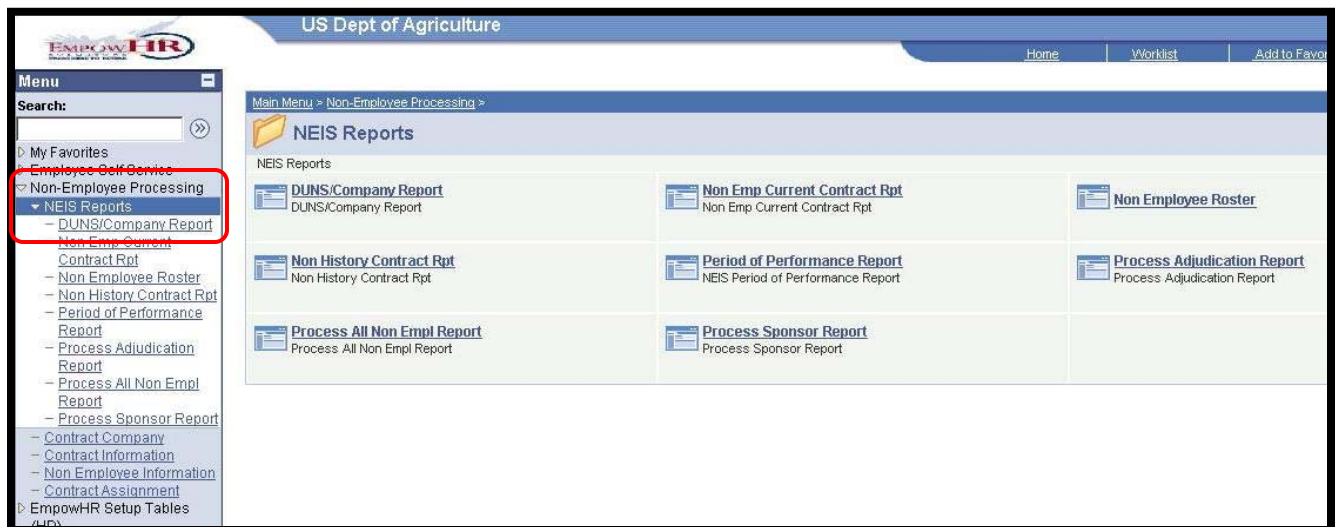 US Dept of Agriculture
EMPOWHR
Home
Worklist
Add to Favor
Menu
Search:
My Favorites
Employee Self Service
Non-Employee Processing
NEIS Reports
– DUNS/Company Report
– Non Emp Current
Contract Rpt
– Non Employee Roster
– Non History Contract Rpt
– Period of Performance
Report
– Process Adjudication
Report
– Process All Non Empl
Report
– Process Sponsor Report
– Contract Company
– Contract Information
– Non Employee Information
– Contract Assignment
EmpowHR Setup Tables
(HD)
Main Menu > Non-Employee Processing >
NEIS Reports
NEIS Reports
DUNS/Company Report
DUNS/Company Report
Non Emp Current Contract Rpt
Non Emp Current Contract Rpt
Non Employee Roster
Non History Contract Rpt
Non History Contract Rpt
Period of Performance Report
NEIS Period of Performance Report
Process Adjudication Report
Process Adjudication Report
Process All Non Empl Report
Process All Non Empl Report
Process Sponsor Report
Process Sponsor Report